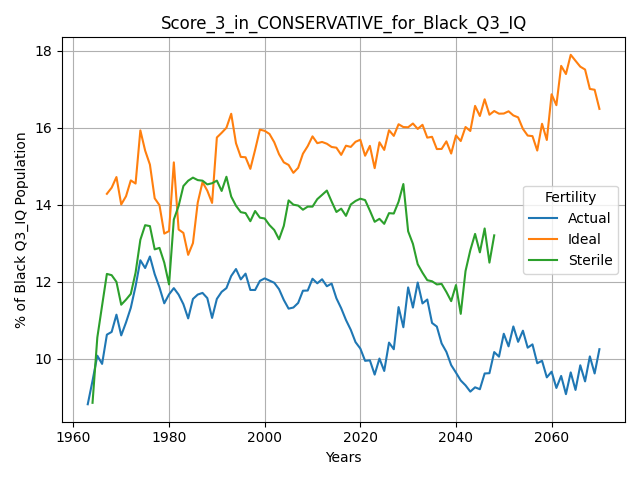 Score_3_in_CONSERVATIVE_for_Black_Q3_IQ
% of Black Q3_IQ Population
18
16
14
12
10
Fertility
Actual
Ideal
Sterile
1960 1980 2000 2020 2040 2060
Years